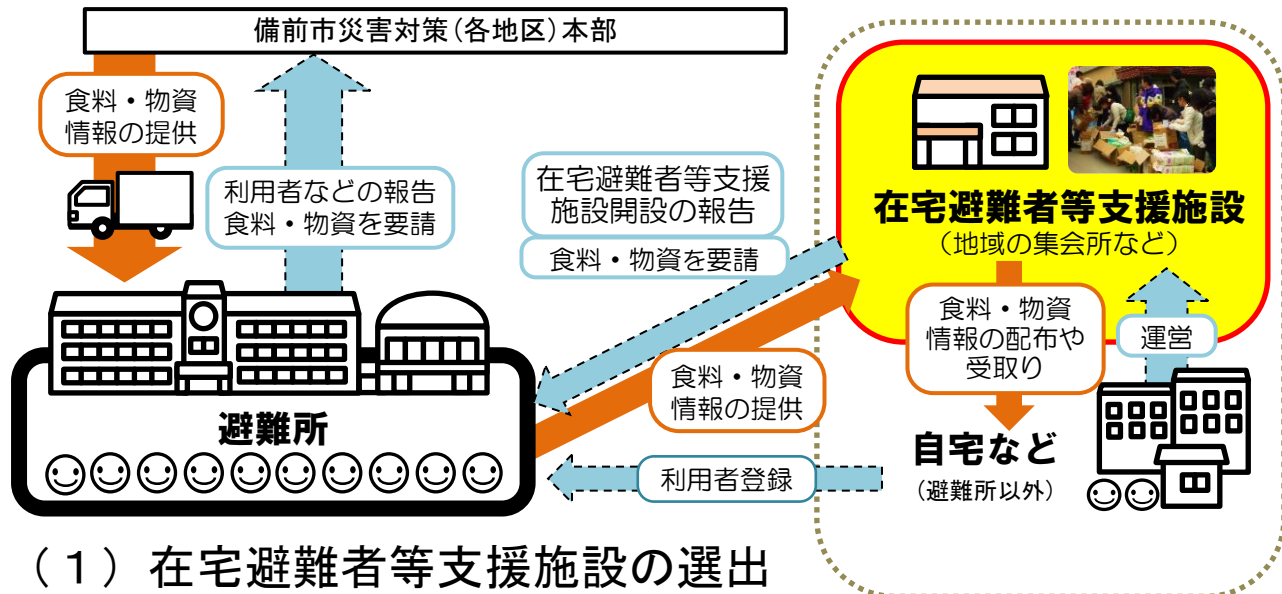 備前市災害対策（各地区）本部
食料・物資
情報の提供
利用者などの報告
食料・物資を要請
在宅避難者等支援
施設開設の報告
食料・物資を要請
在宅避難者等支援施設
（地域の集会所など）
食料・物資
情報の配布や
受取り
運営
食料・物資
情報の提供
避難所
自宅など
（避難所以外）
利用者登録
（１）在宅避難者等支援施設の選出